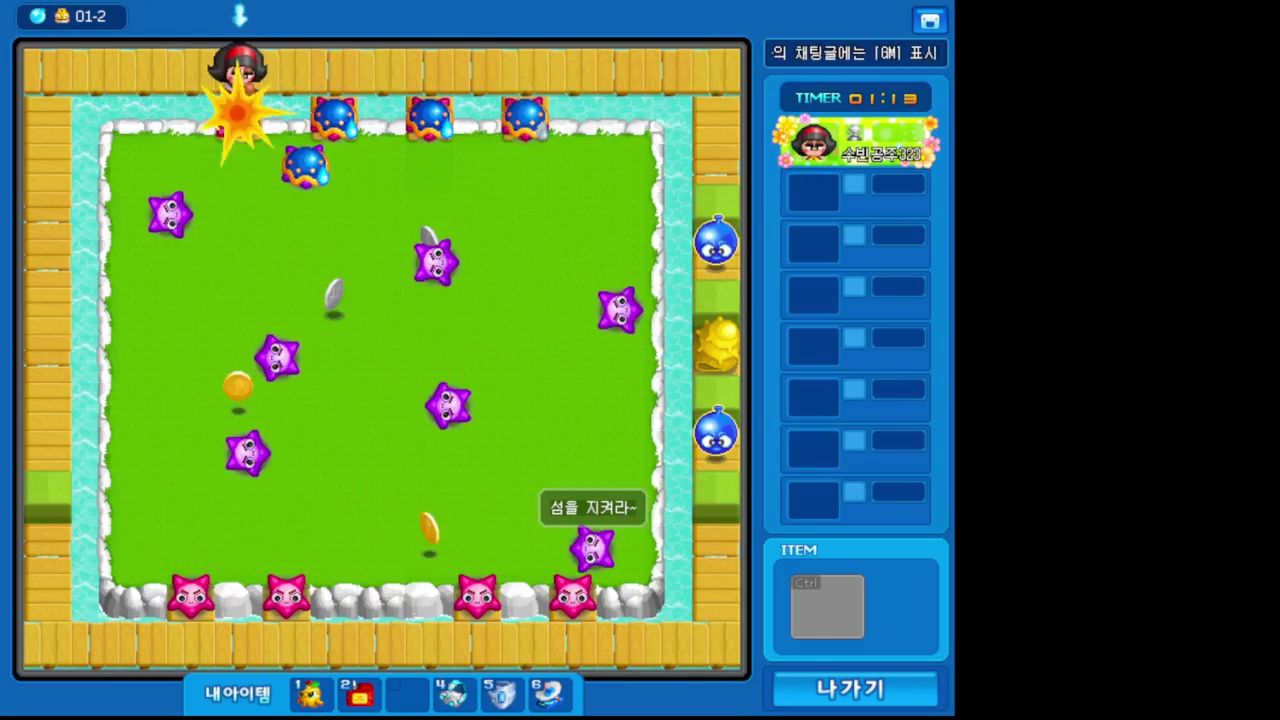 01-2
의 채팅글에는 [GM] 표시
TIMER 01:13
수빈공주023
섬을 지켜라~
ITEM
Ctrl
내아이템 1 2 4 5 6
나가기